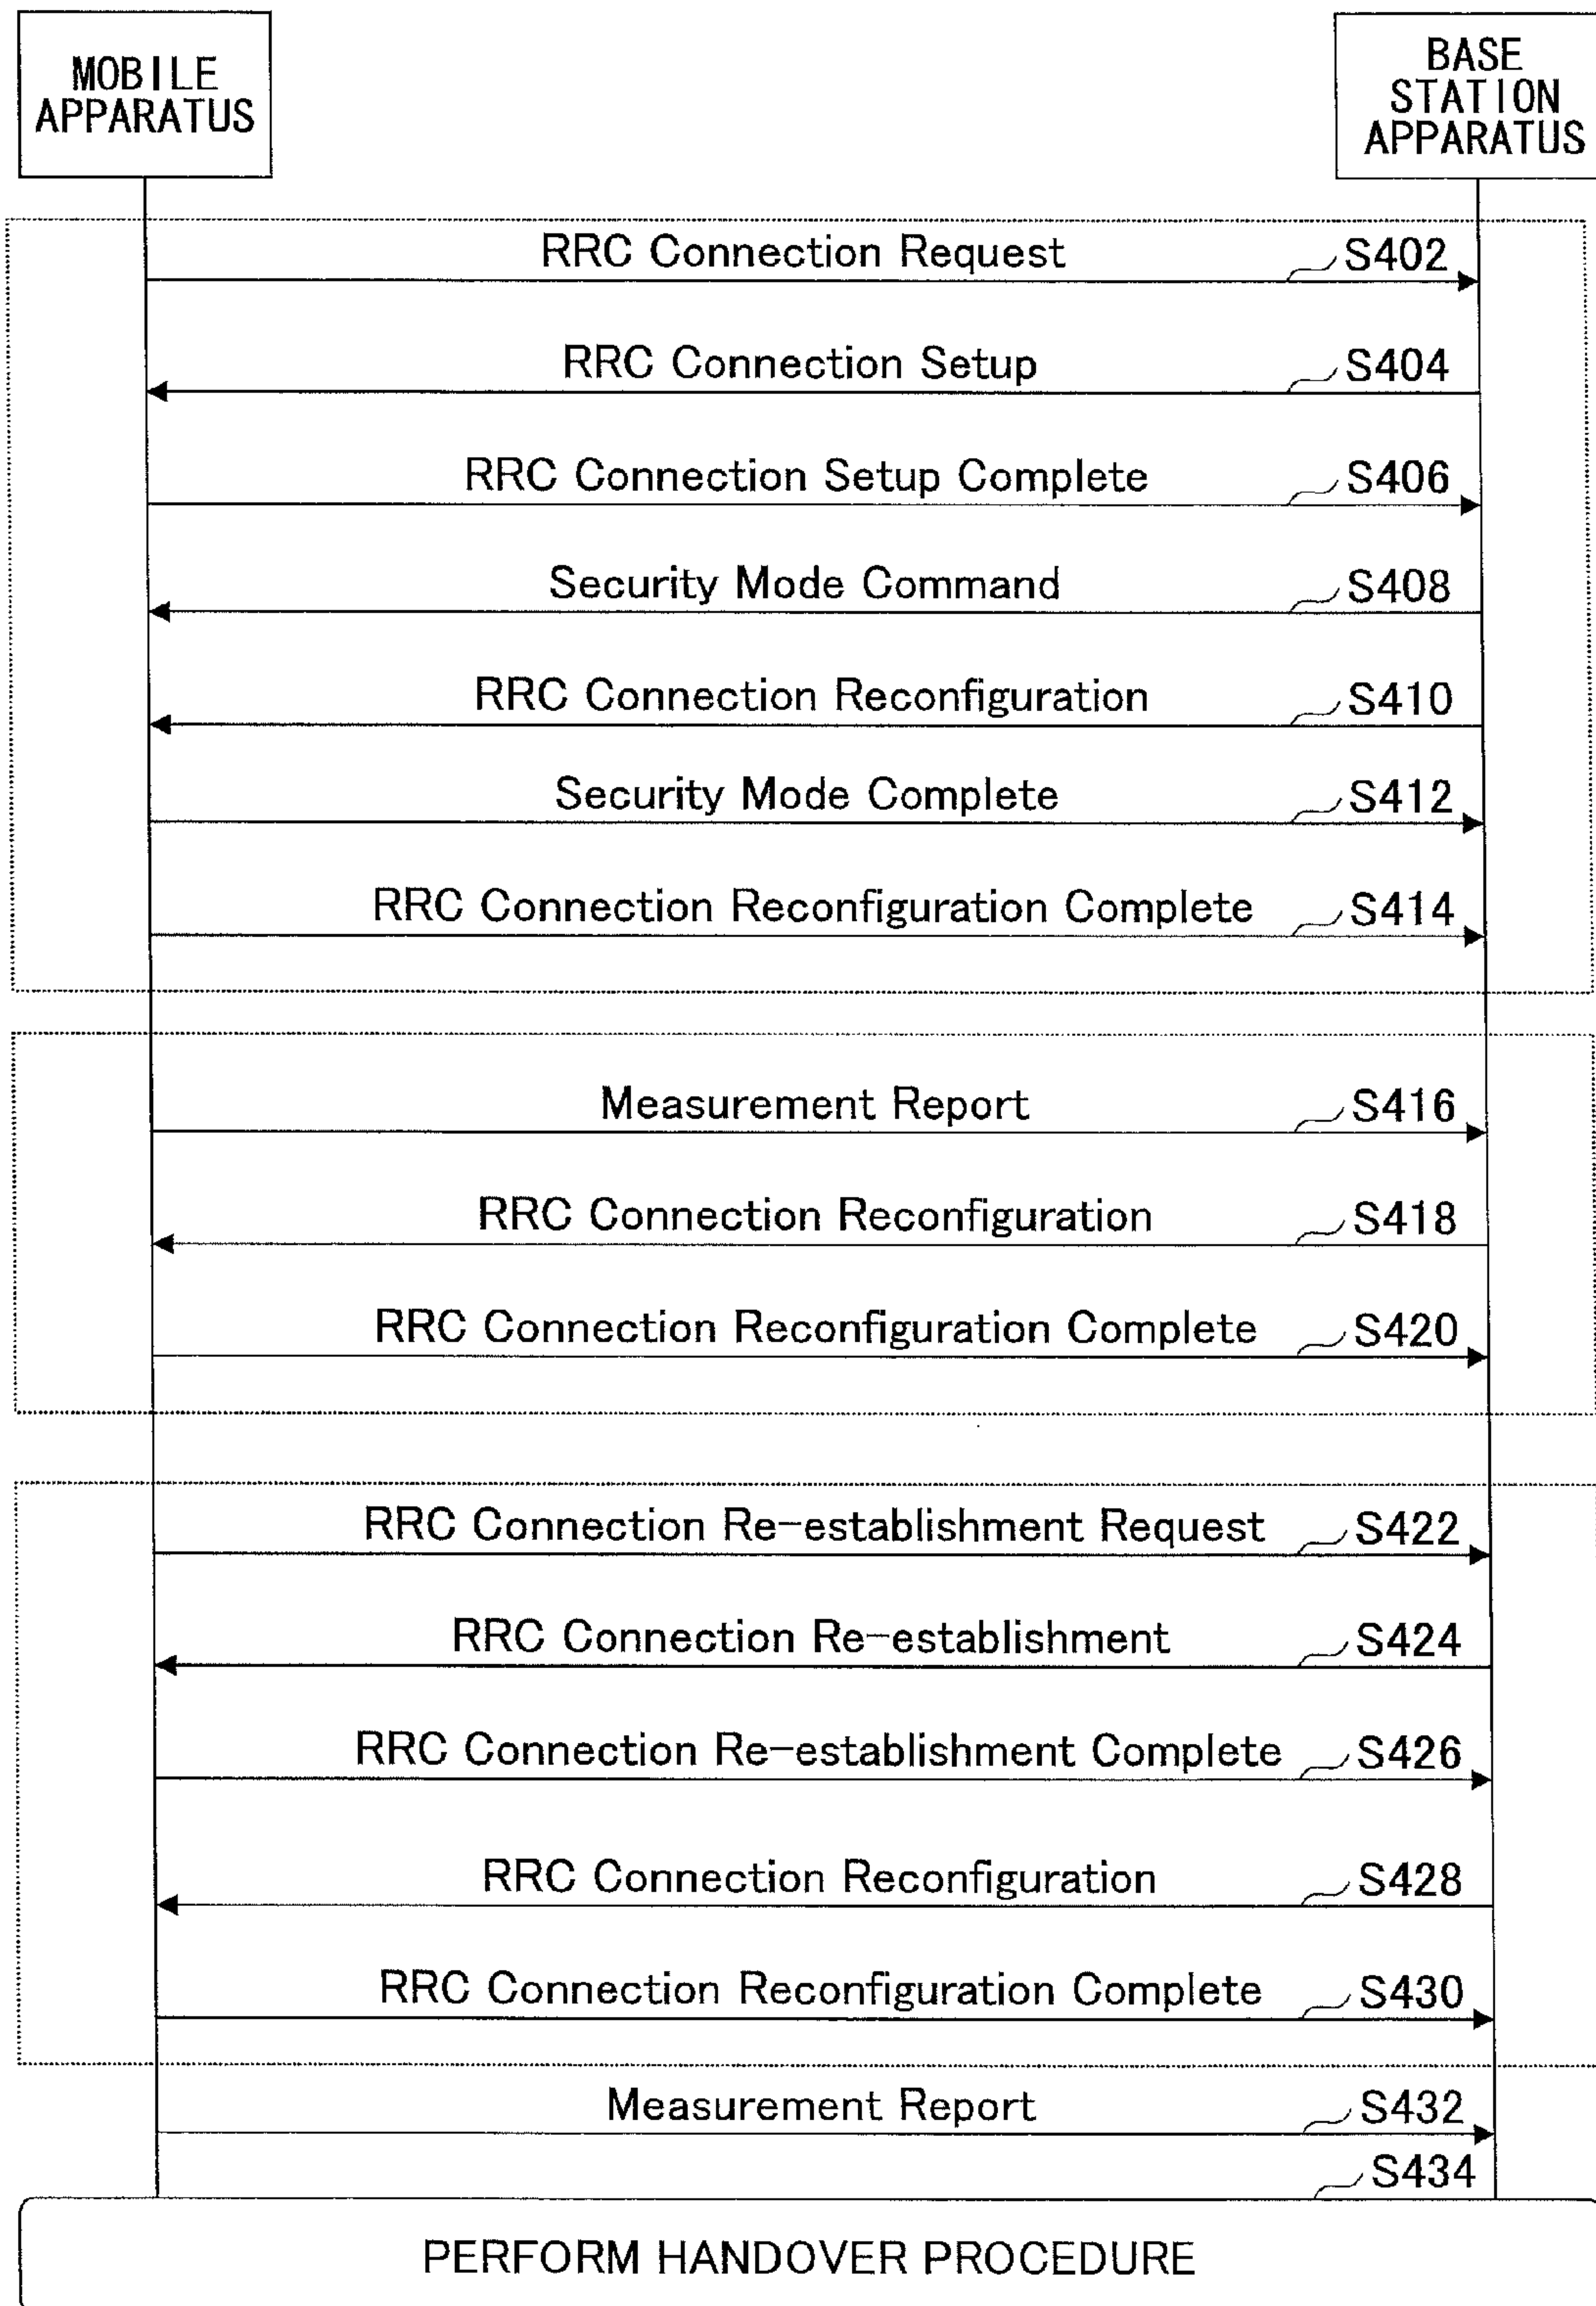 MOBILE
APPARATUS
BASE
STATION
APPARATUS
RRC Connection Request S402
RRC Connection Setup S404
RRC Connection Setup Complete S406
Security Mode Command S408
RRC Connection Reconfiguration S410
Security Mode Complete S412
RRC Connection Reconfiguration Complete S414
Measurement Report S416
RRC Connection Reconfiguration S418
RRC Connection Reconfiguration Complete S420
RRC Connection Re-establishment Request S422
RRC Connection Re-establishment S424
RRC Connection Re-establishment Complete S426
RRC Connection Reconfiguration S428
RRC Connection Reconfiguration Complete S430
Measurement Report S432
S434
PERFORM HANDOVER PROCEDURE